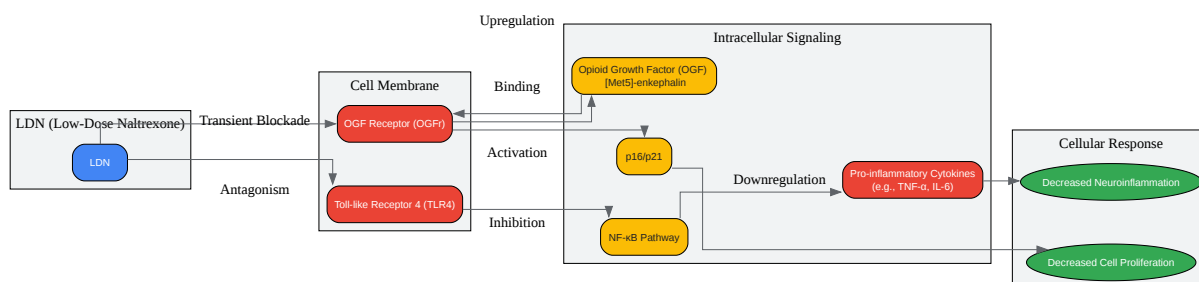 Upregulation
Intracellular Signaling
Opioid Growth Factor (OGF)
[Met5]-enkephalin
Cell Membrane
Binding
LDN (Low-Dose Naltrexone)
Transient Blockade
OGF Receptor (OGFr)
Activation
p16/p21
Cellular Response
LDN
Antagonism
Toll-like Receptor 4 (TLR4)
Inhibition
NF-κB Pathway
Downregulation
Pro-inflammatory Cytokines
(e.g., TNF-α, IL-6)
Decreased Neuroinflammation
Decreased Cell Proliferation